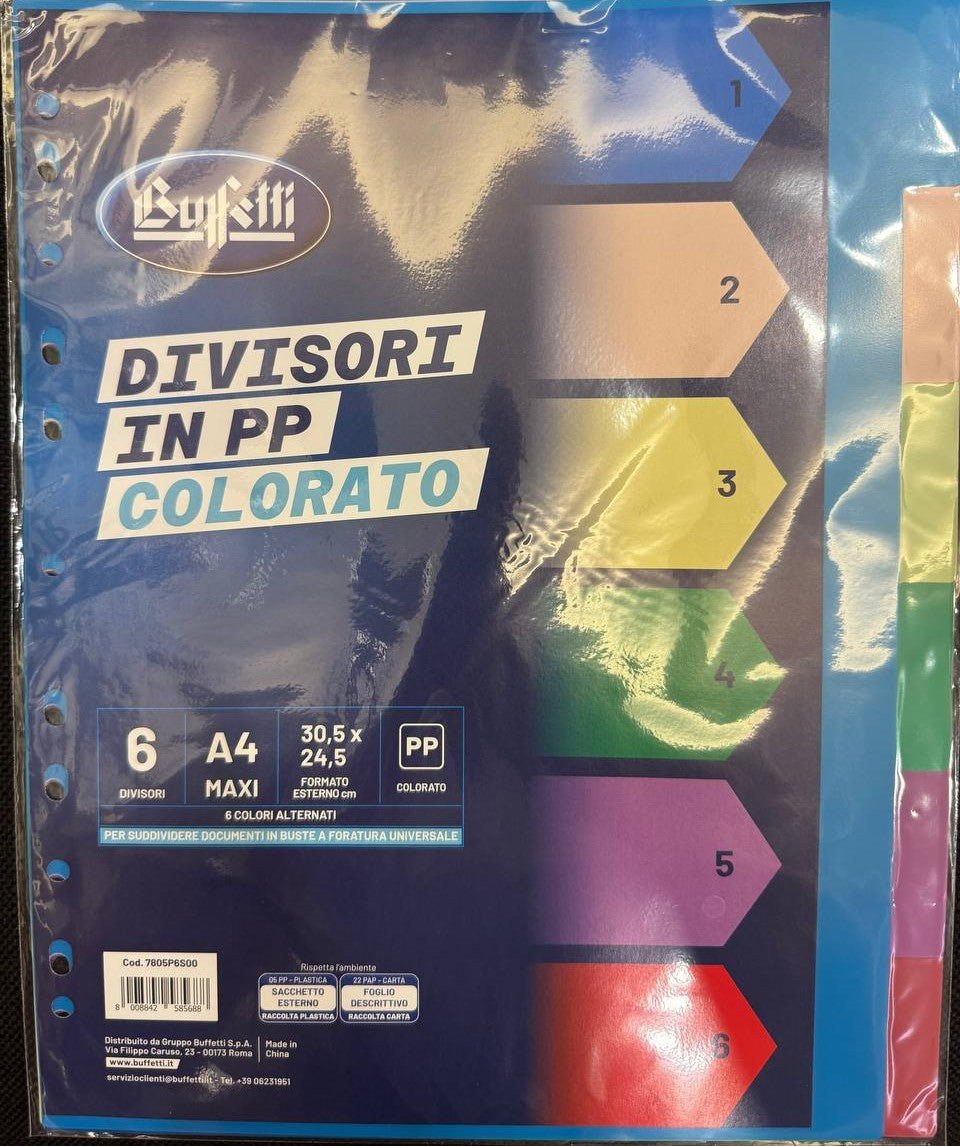 Buffetti
DIVISORI
IN PP
COLORATO
1
2
3
4
5
6
6
DIVISORI
A4
MAXI
30,5 x
24,5
FORMATO
ESTERNO cm
PP
COLORATO
6 COLORI ALTERNATI
PER SUDDIVIDERE DOCUMENTI IN BUSTE A FORATURA UNIVERSALE
Cod. 7805P6S00
8 008842 585688
Rispetta l'ambiente
05 PP - PLASTICA
SACCHETTO
ESTERNO
RACCOLTA PLASTICA
22 PAP - CARTA
FOGLIO
DESCRITTIVO
RACCOLTA CARTA
Distribuito da Gruppo Buffetti S.p.A.
Via Filippo Caruso, 23 - 00173 Roma
Made in
China
www.buffetti.it
servizioclienti@buffetti.it - Tel. +39 06231951